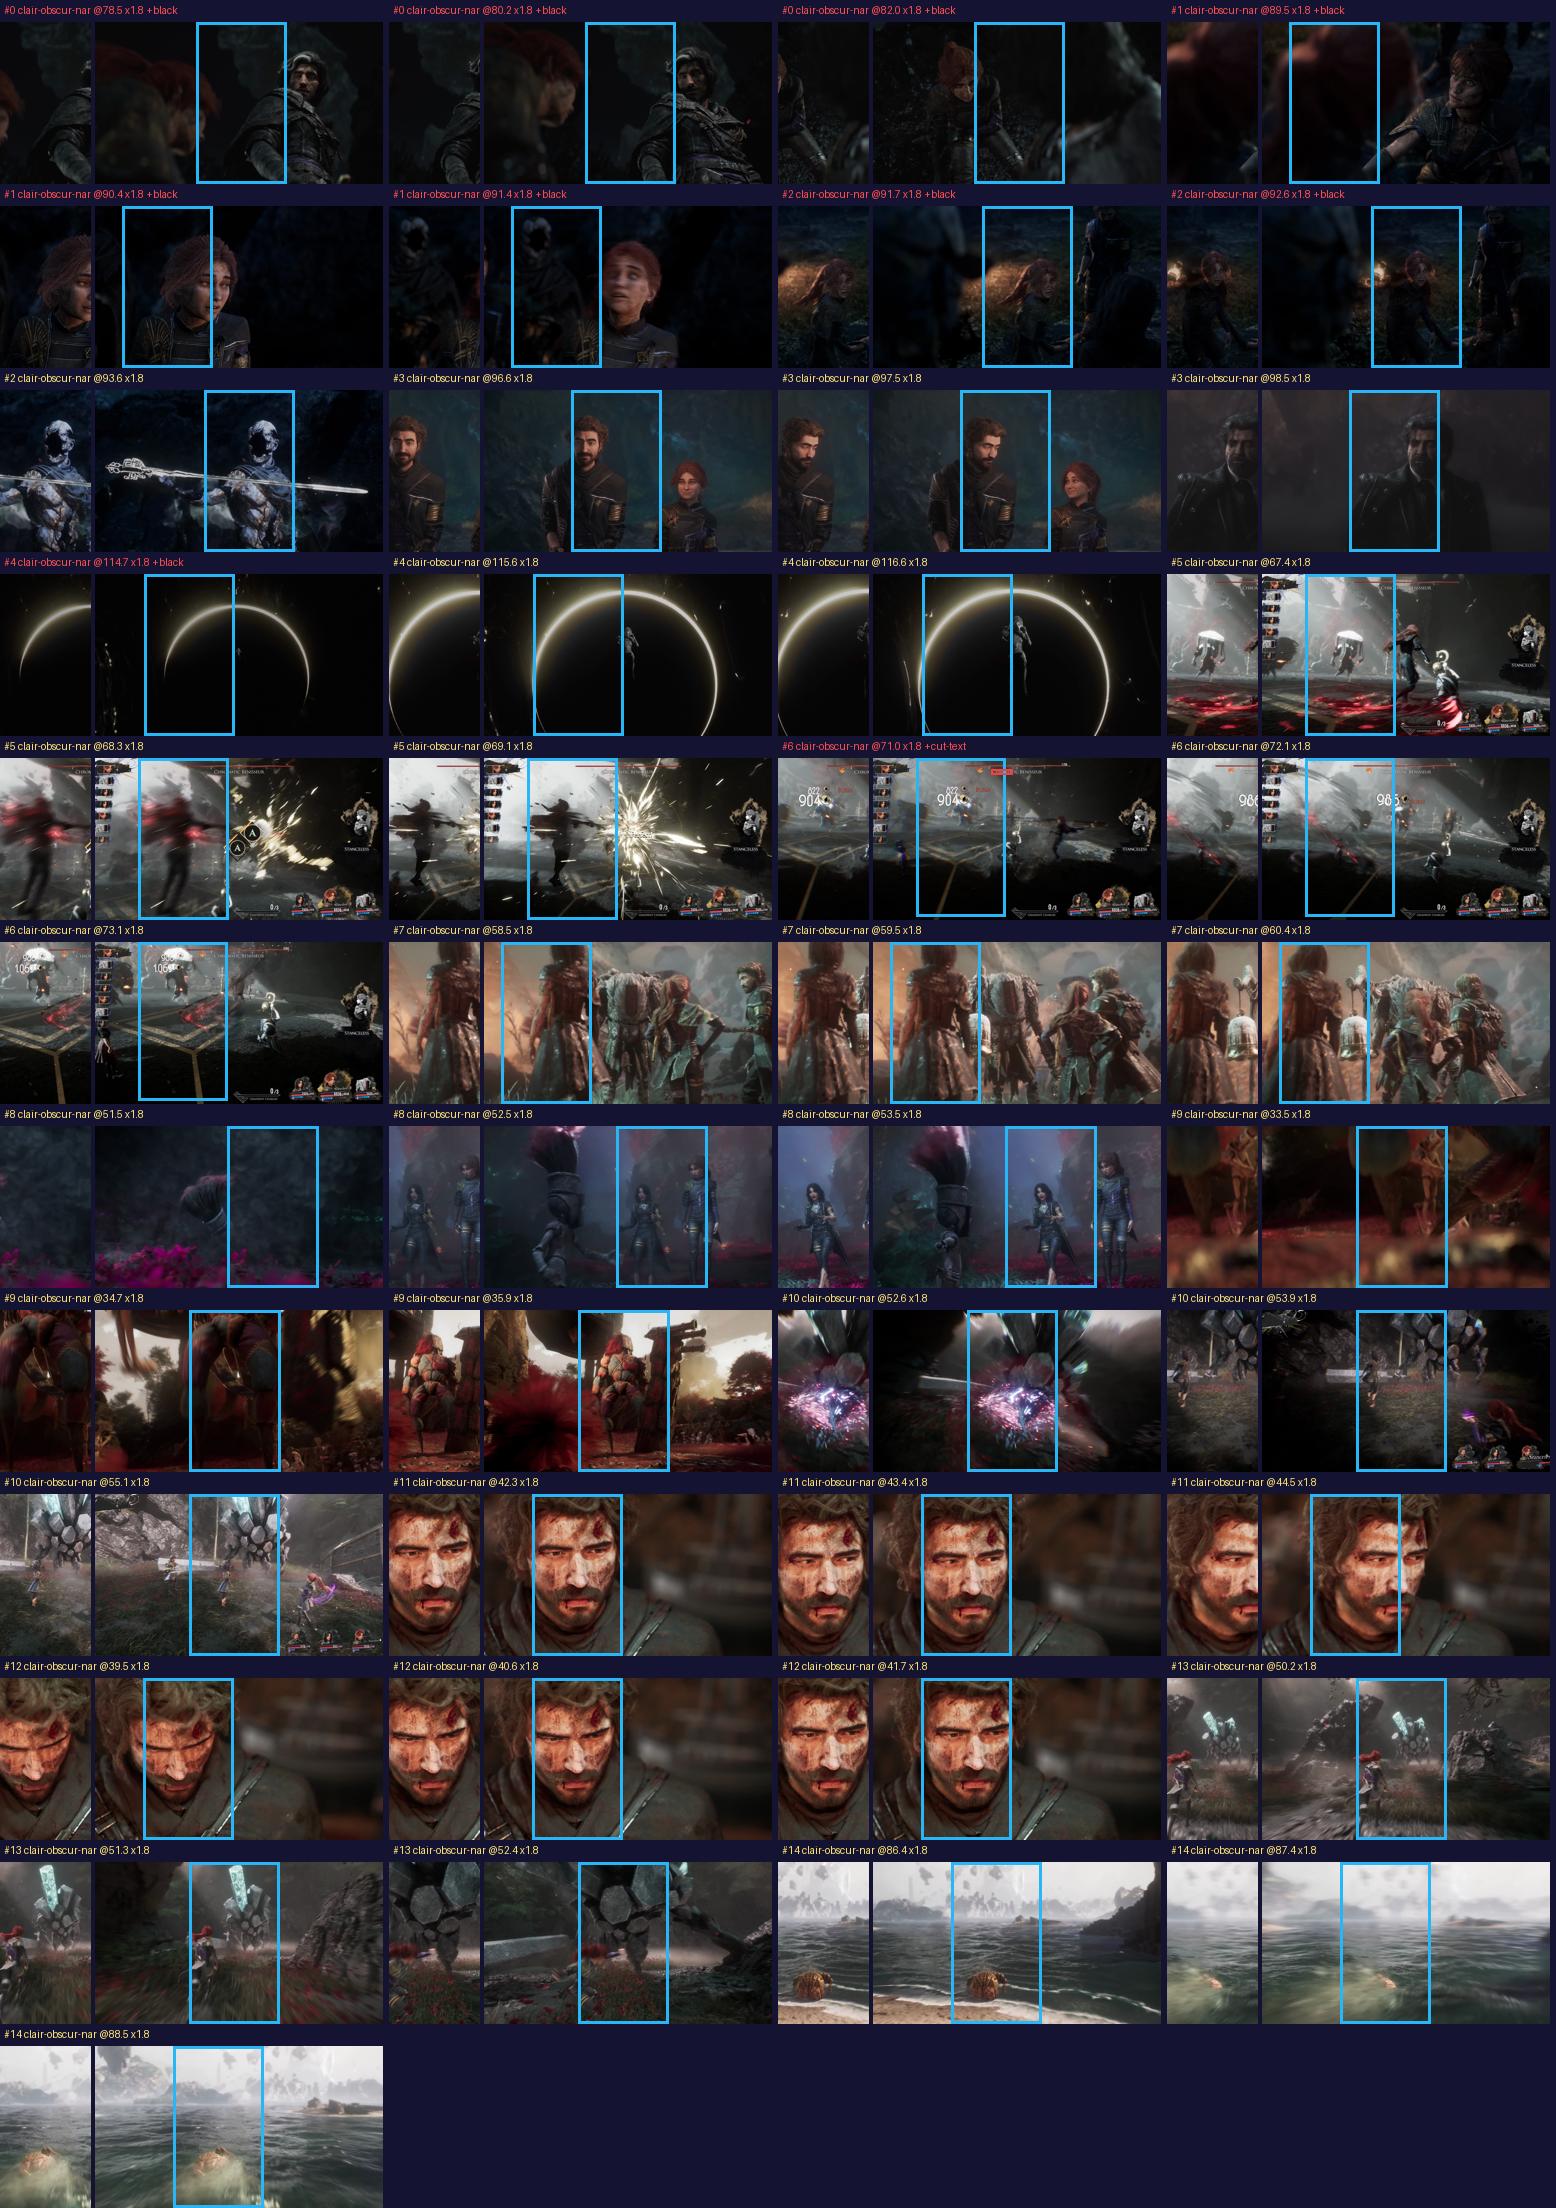 #0 clair-obscur-nar @78.5 x1.8 +black
#0 clair-obscur-nar @80.2 x1.8 +black
#0 clair-obscur-nar @82.0 x1.8 +black
#1 clair-obscur-nar @89.5 x1.8 +black
#1 clair-obscur-nar @90.4 x1.8 +black
#1 clair-obscur-nar @91.4 x1.8 +black
#2 clair-obscur-nar @91.7 x1.8 +black
#2 clair-obscur-nar @92.6 x1.8 +black
#2 clair-obscur-nar @93.6 x1.8
#3 clair-obscur-nar @96.6 x1.8
#3 clair-obscur-nar @97.5 x1.8
#3 clair-obscur-nar @98.5 x1.8
#4 clair-obscur-nar @114.7 x1.8 +black
#4 clair-obscur-nar @115.6 x1.8
#4 clair-obscur-nar @116.6 x1.8
#5 clair-obscur-nar @67.4 x1.8
STANCELESS
0/3
#5 clair-obscur-nar @68.3 x1.8
#5 clair-obscur-nar @69.1 x1.8
#6 clair-obscur-nar @71.0 x1.8 +cut-text
#6 clair-obscur-nar @72.1 x1.8
A
A
STANCELESS
0/3
STANCELESS
0/3
822
904
822
904
STANCELESS
0/3
986
986
STANCELESS
0/3
#6 clair-obscur-nar @73.1 x1.8
#7 clair-obscur-nar @58.5 x1.8
#7 clair-obscur-nar @59.5 x1.8
#7 clair-obscur-nar @60.4 x1.8
STANCELESS
0/3
#8 clair-obscur-nar @51.5 x1.8
#8 clair-obscur-nar @52.5 x1.8
#8 clair-obscur-nar @53.5 x1.8
#9 clair-obscur-nar @33.5 x1.8
#9 clair-obscur-nar @34.7 x1.8
#9 clair-obscur-nar @35.9 x1.8
#10 clair-obscur-nar @52.6 x1.8
#10 clair-obscur-nar @53.9 x1.8
#10 clair-obscur-nar @55.1 x1.8
#11 clair-obscur-nar @42.3 x1.8
#11 clair-obscur-nar @43.4 x1.8
#11 clair-obscur-nar @44.5 x1.8
#12 clair-obscur-nar @39.5 x1.8
#12 clair-obscur-nar @40.6 x1.8
#12 clair-obscur-nar @41.7 x1.8
#13 clair-obscur-nar @50.2 x1.8
#13 clair-obscur-nar @51.3 x1.8
#13 clair-obscur-nar @52.4 x1.8
#14 clair-obscur-nar @86.4 x1.8
#14 clair-obscur-nar @87.4 x1.8
#14 clair-obscur-nar @88.5 x1.8